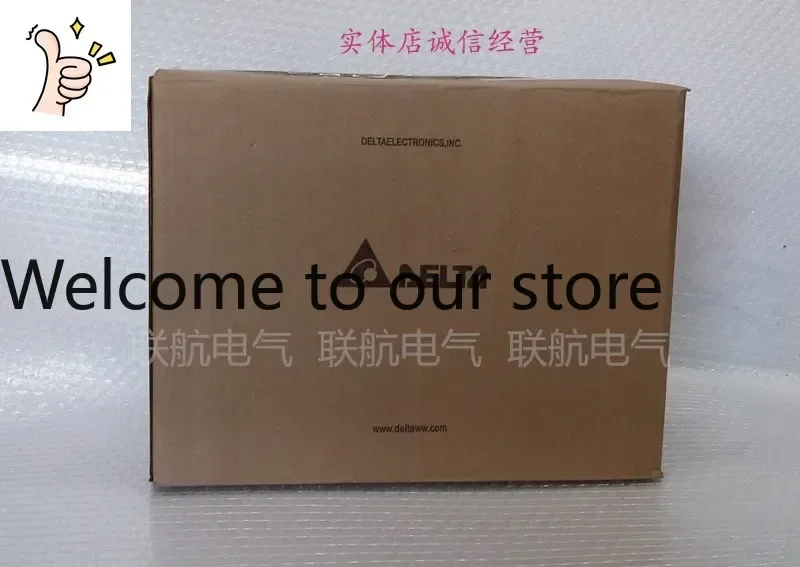 实体店诚信经营
DELTAELECTRONICS,INC.
DELTA
Welcome to our store
联航电气 联航电气 联航电气
www.deltaww.com